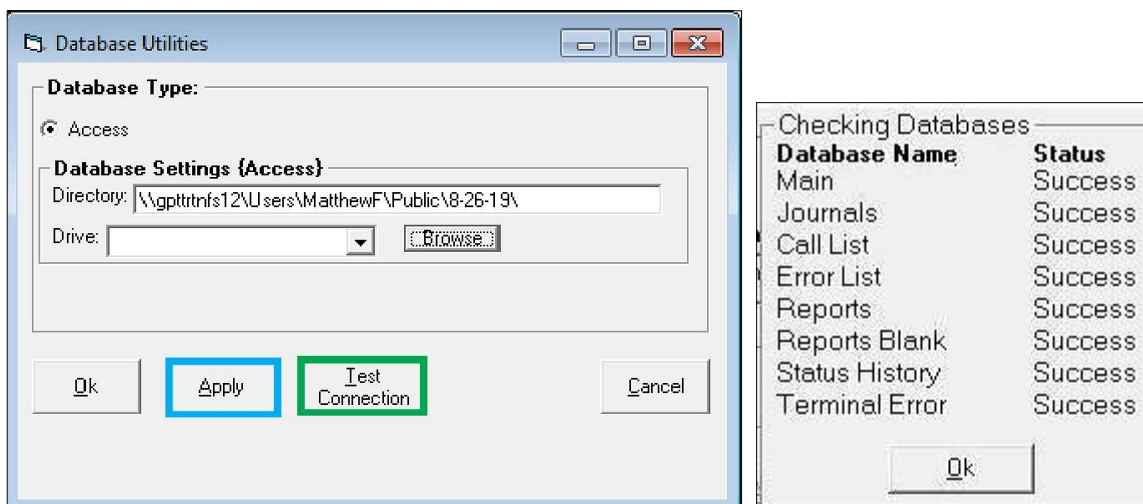 Database Utilities
Database Type:
Access
Database Settings {Access}
Directory: \\gpttrtnfs12\Users\MatthewF\Public\8-26-19\
Drive:
Browse
Ok
Apply
Test
Connection
Cancel
Checking Databases
Database Name Status
Main Success
Journals Success
Call List Success
Error List Success
Reports Success
Reports Blank Success
Status History Success
Terminal Error Success
Ok